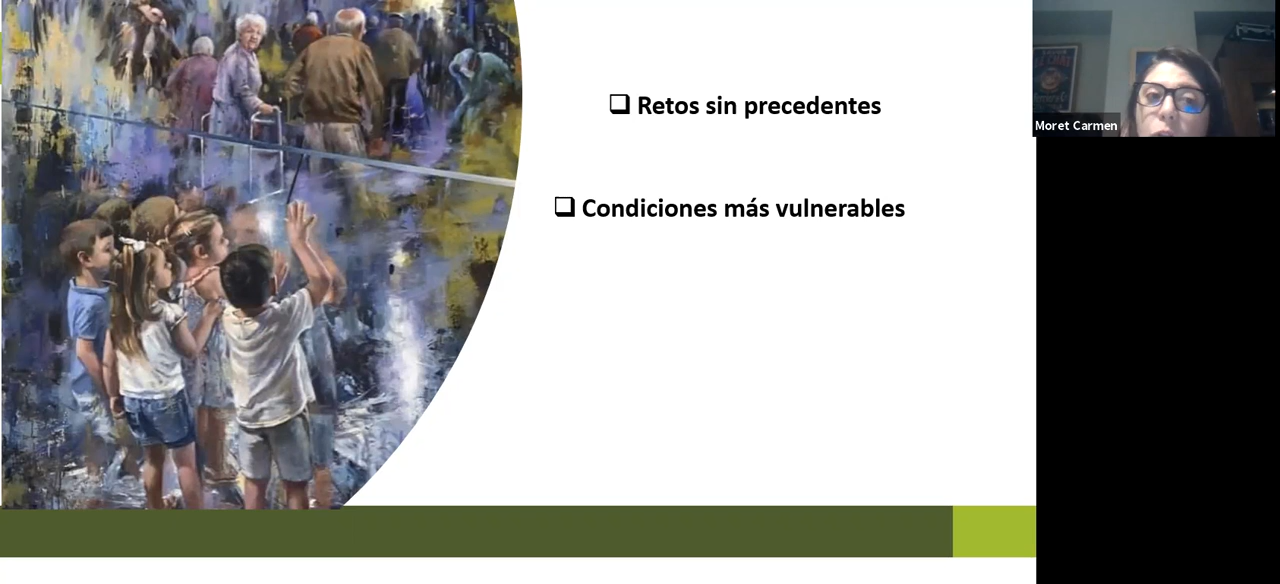 Retos sin precedentes
Condiciones más vulnerables
Moret Carmen